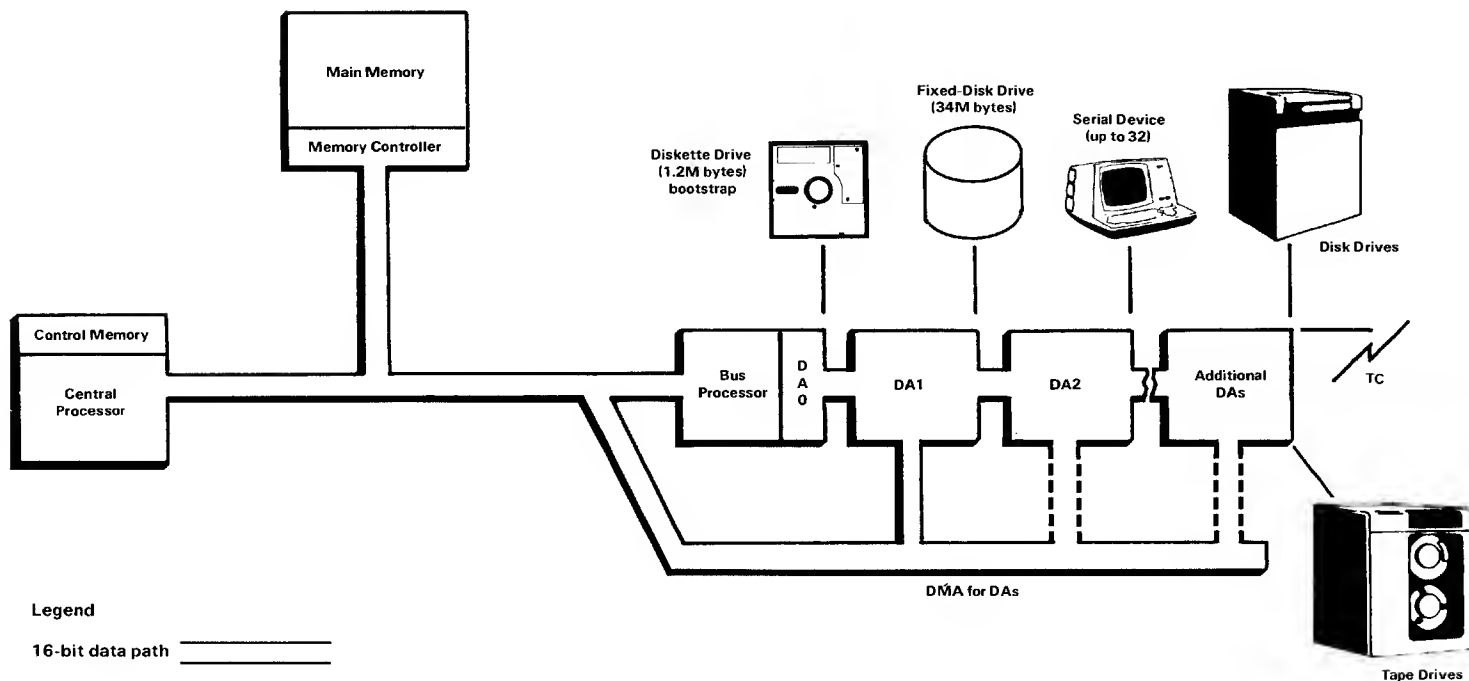 Main Memory
Memory Controller
Fixed-Disk Drive
(34M bytes)
Serial Device
(up to 32)
Diskette Drive
(1.2M bytes)
bootstrap
Disk Drives
Control Memory
Central
Processor
Bus
Processor
D
A
0
DA1
DA2
Additional
DAs
TC
DMA for DAs
Legend
16-bit data path
Tape Drives